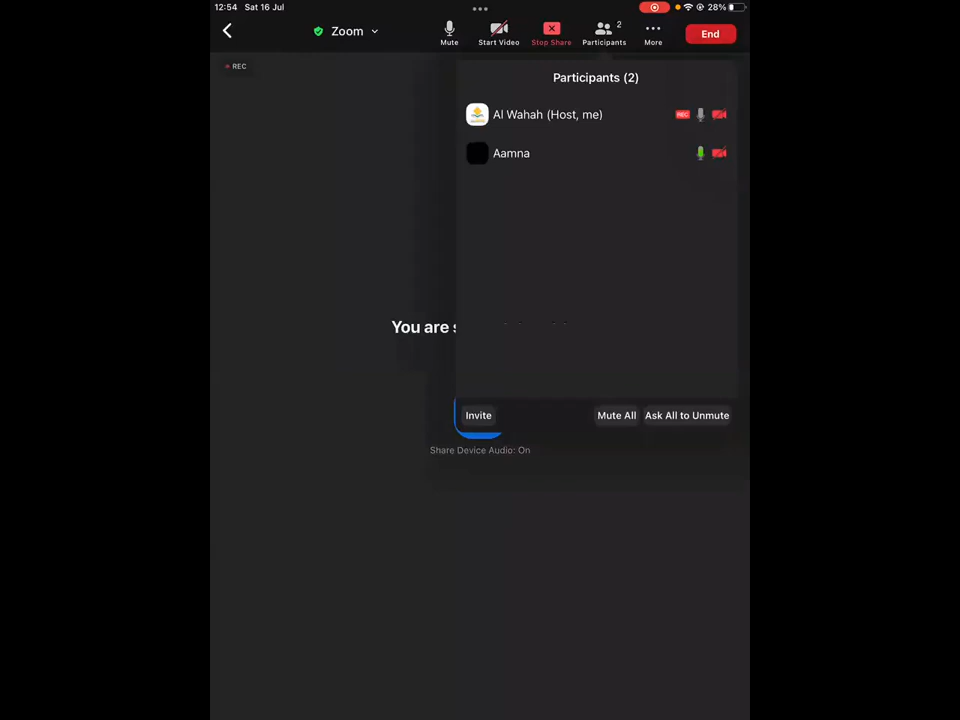 12:54 Sat 16 Jul
28%
Zoom
Mute
Start Video
Stop Share
Participants
2
More
End
REC
Participants (2)
Al Wahah (Host, me)
REC
Aamna
You are
Invite
Mute All
Ask All to Unmute
Share Device Audio: On